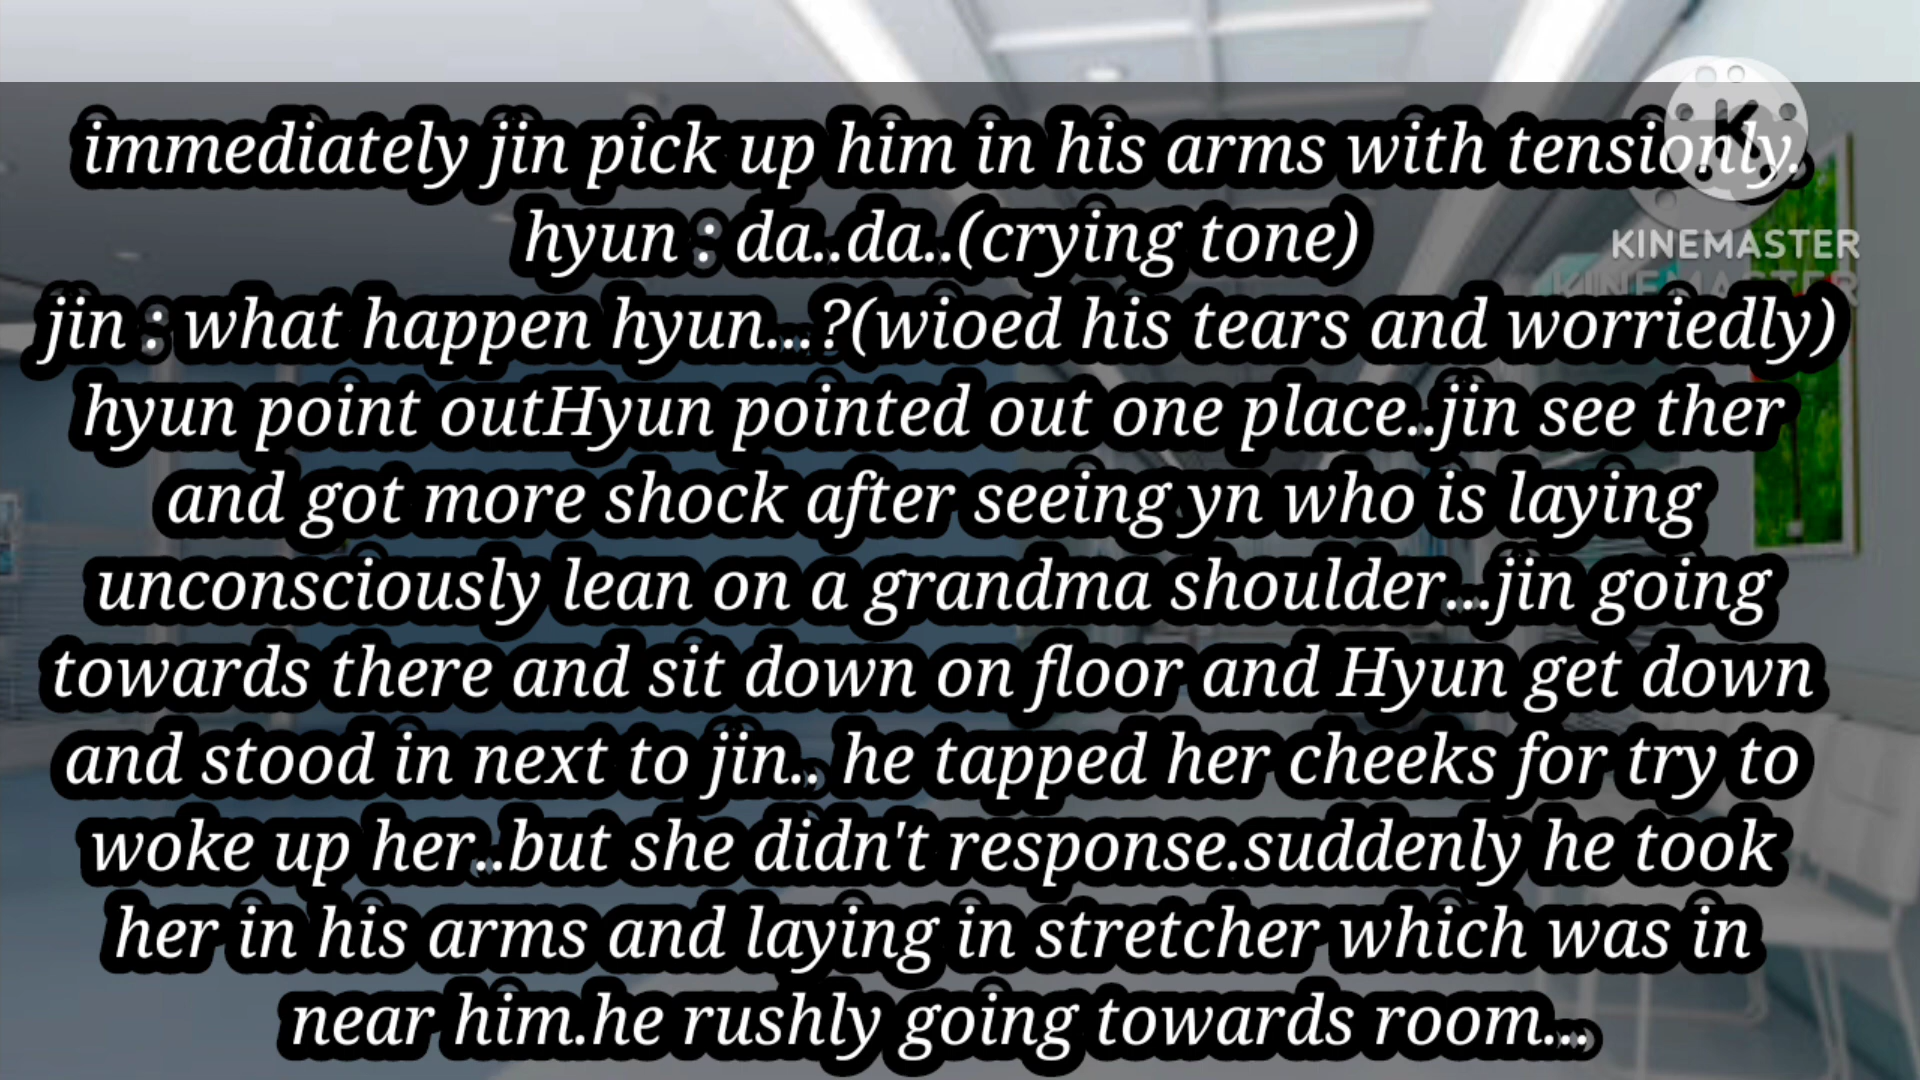 immediately jin pick up him in his arms with tensionly.
hyun : da..da..(crying tone)
jin : what happen hyun...?(wioed his tears and worriedly)
hyun point outHyun pointed out one place..jin see ther
and got more shock after seeing yn who is laying
unconsciously lean on a grandma shoulder...jin going
towards there and sit down on floor and Hyun get down
and stood in next to jin.. he tapped her cheeks for try to
woke up her..but she didn't response.suddenly he took
her in his arms and laying in stretcher which was in
near him.he rushly going towards room...
K
KINEMASTER
KINEMASTER